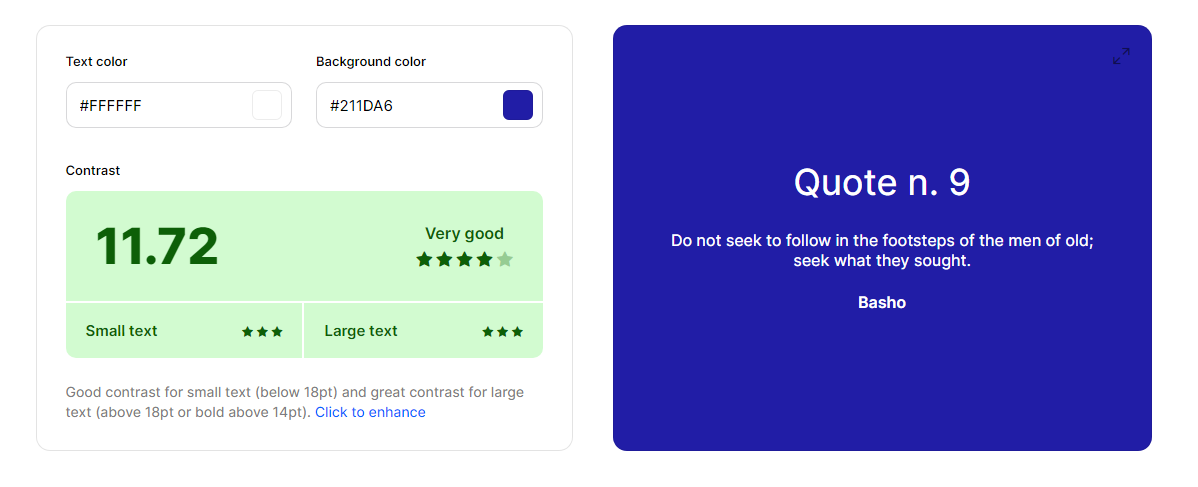 Text color
Background color
#FFFFFF
#211DA6
Contrast
11.72
Very good
Small text
Large text
Good contrast for small text (below 18pt) and great contrast for large
text (above 18pt or bold above 14pt). Click to enhance
Quote n. 9
Do not seek to follow in the footsteps of the men of old;
seek what they sought.
Basho